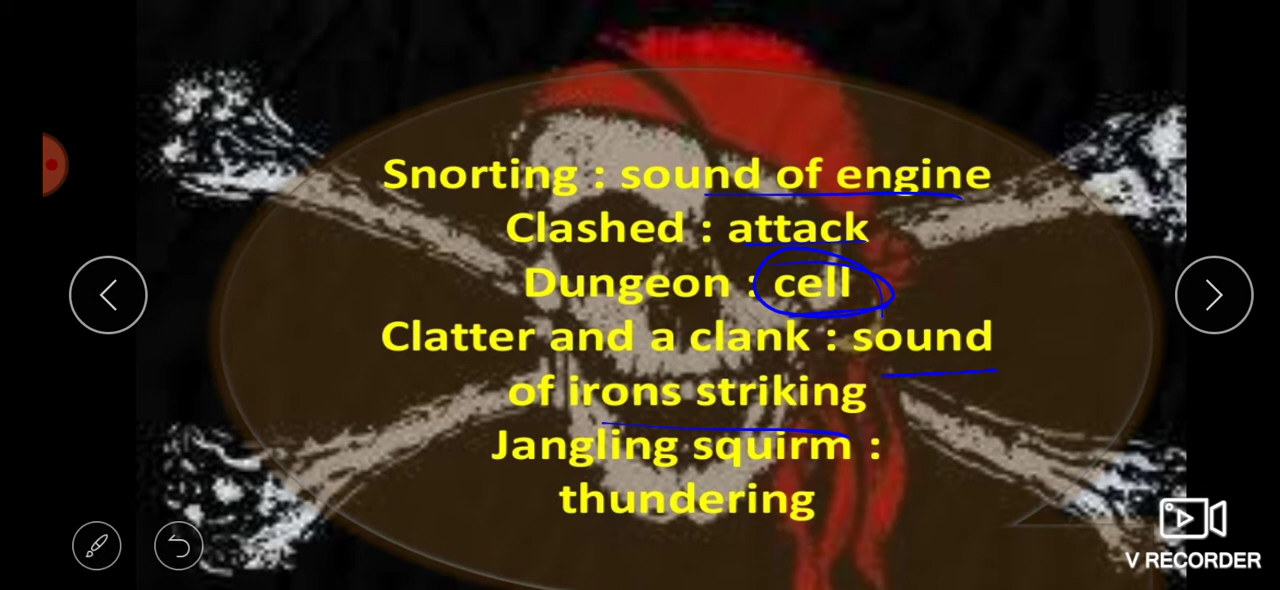 Snorting : sound of engine
Clashed : attack
Dungeon : cell
Clatter and a clank : sound
of irons striking
Jangling squirm :
thundering
V RECORDER